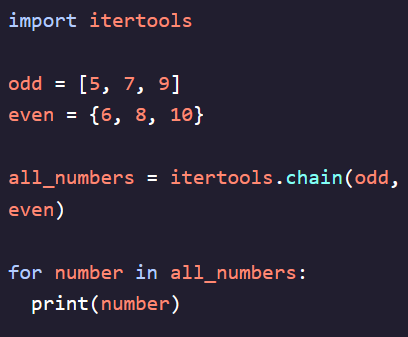 import itertools

odd = [5, 7, 9]
even = {6, 8, 10}

all_numbers = itertools.chain(odd,
even)

for number in all_numbers:
  print(number)